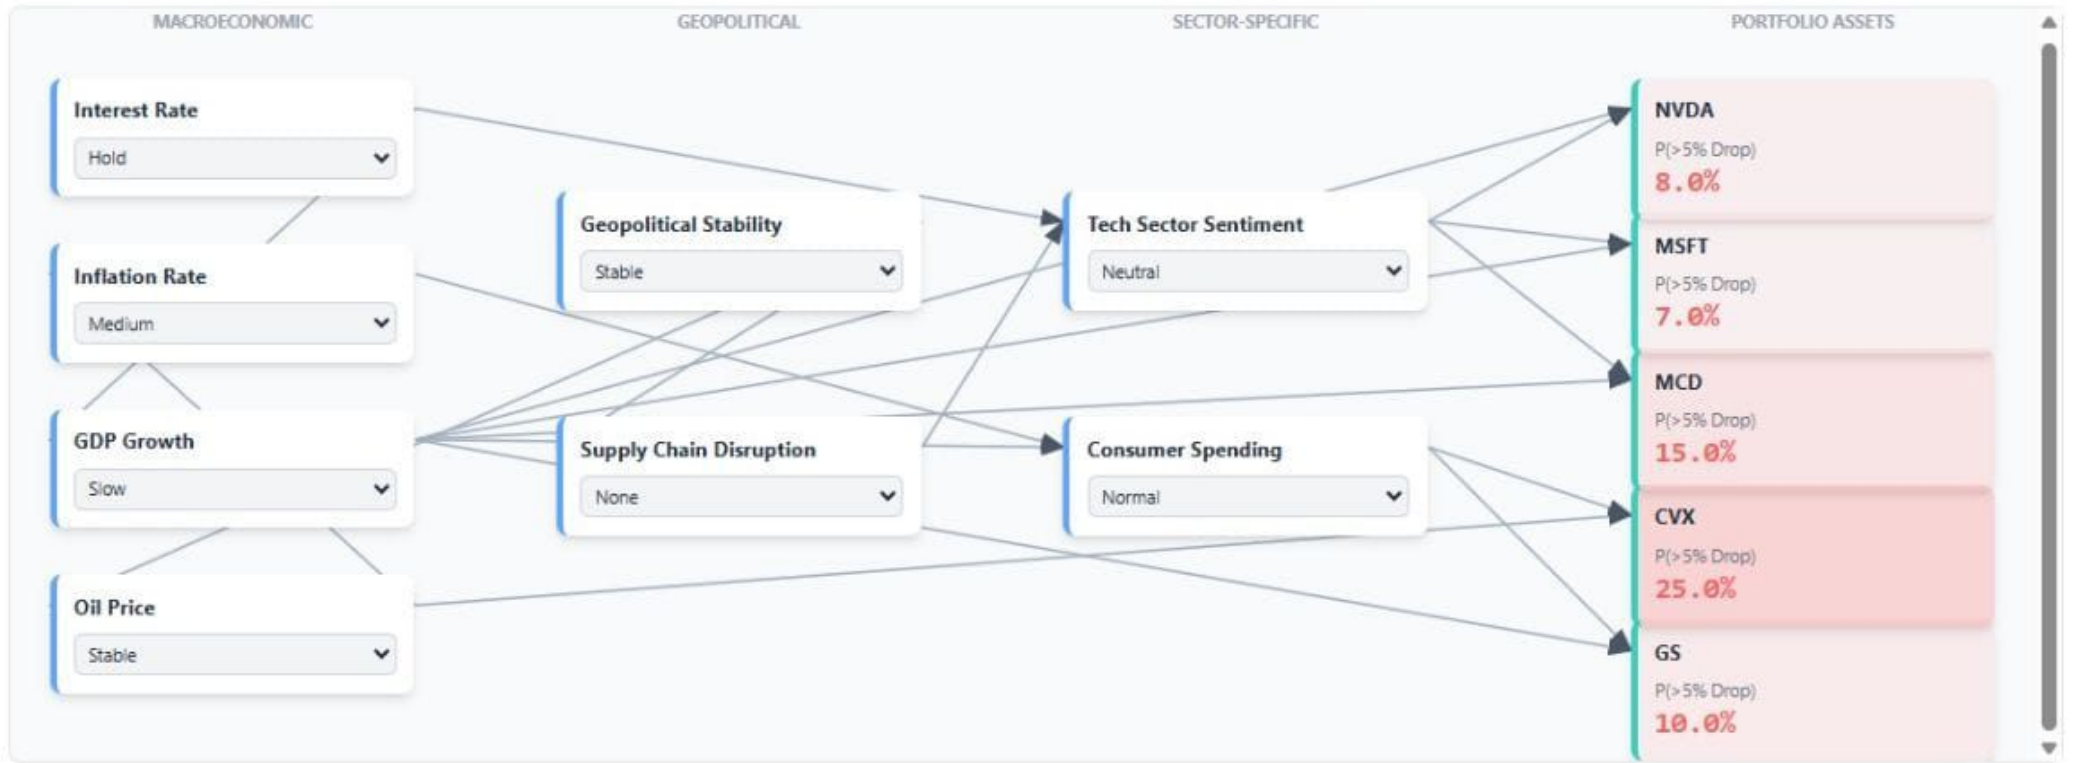 MACROECONOMIC
GEOPOLITICAL
SECTOR-SPECIFIC
PORTFOLIO ASSETS
Interest Rate
Hold
Inflation Rate
Medium
GDP Growth
Slow
Oil Price
Stable
Geopolitical Stability
Stable
Supply Chain Disruption
None
Tech Sector Sentiment
Neutral
Consumer Spending
Normal
NVDA
P(>5% Drop)
8.0%
MSFT
P(>5% Drop)
7.0%
MCD
P(>5% Drop)
15.0%
CVX
P(>5% Drop)
25.0%
GS
P(>5% Drop)
10.0%